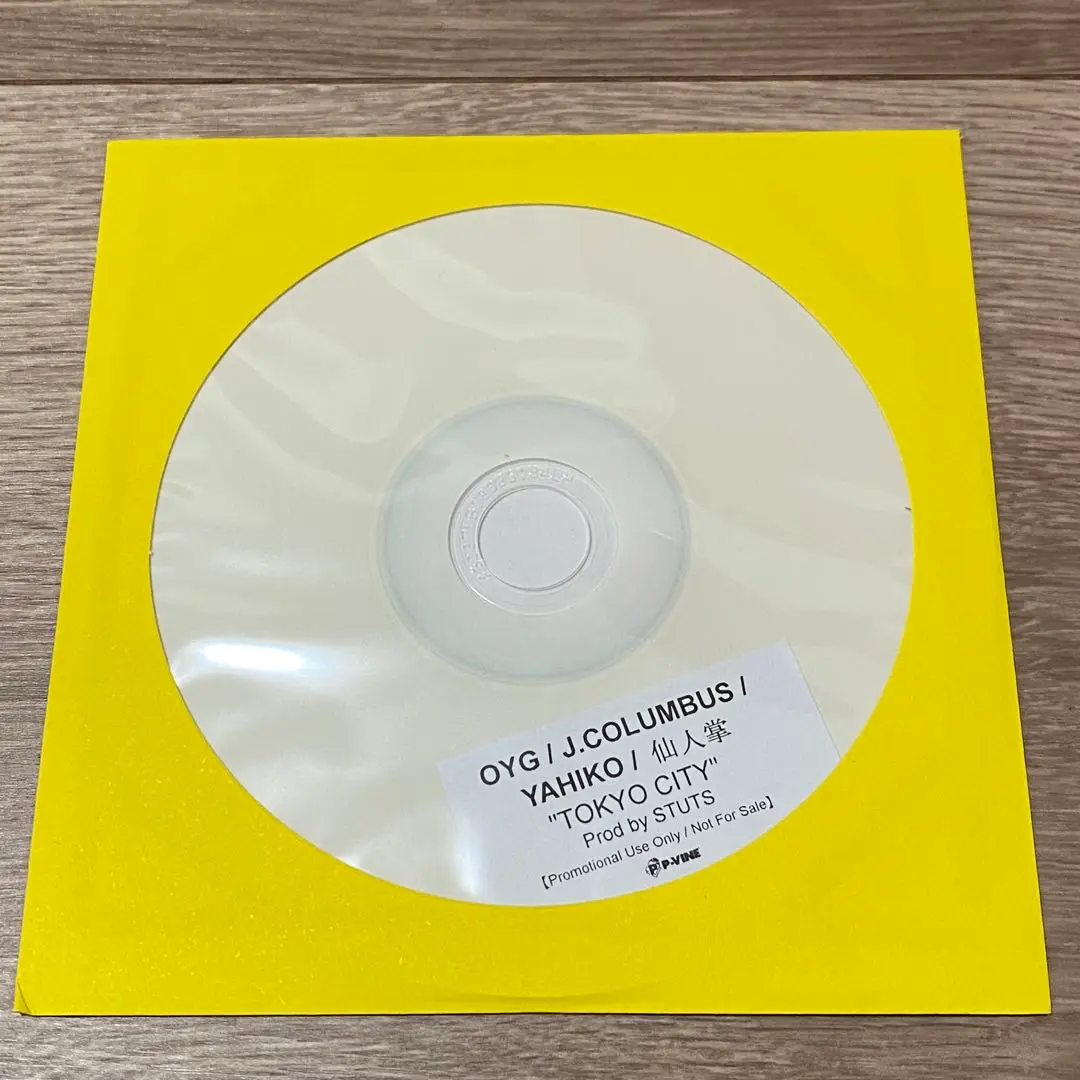 OYG / J.COLUMBUS /
YAHIKO / 仙人掌
"TOKYO CITY"
Prod by STUTS
【Promotional Use Only / Not For Sale】
P-VINE